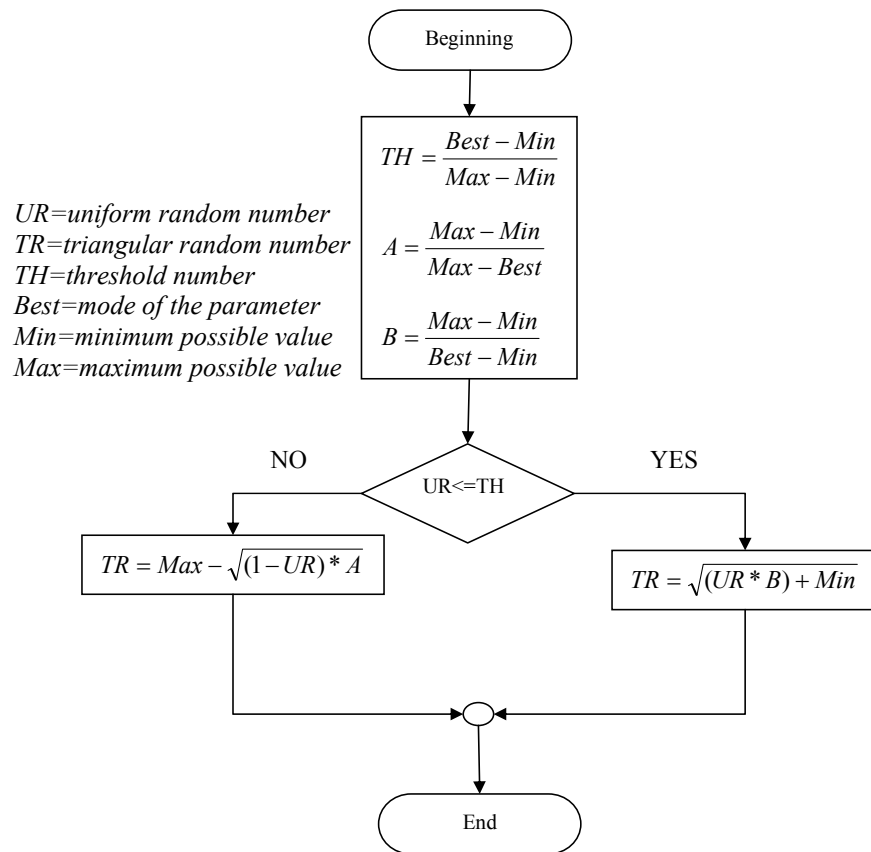 Beginning
TH = (Best − Min) / (Max − Min)
A = (Max − Min) / (Max − Best)
B = (Max − Min) / (Best − Min)
UR=uniform random number
TR=triangular random number
TH=threshold number
Best=mode of the parameter
Min=minimum possible value
Max=maximum possible value
NO
UR<=TH
YES
TR = Max − √((1 − UR) * A)
TR = √((UR * B) + Min)
End